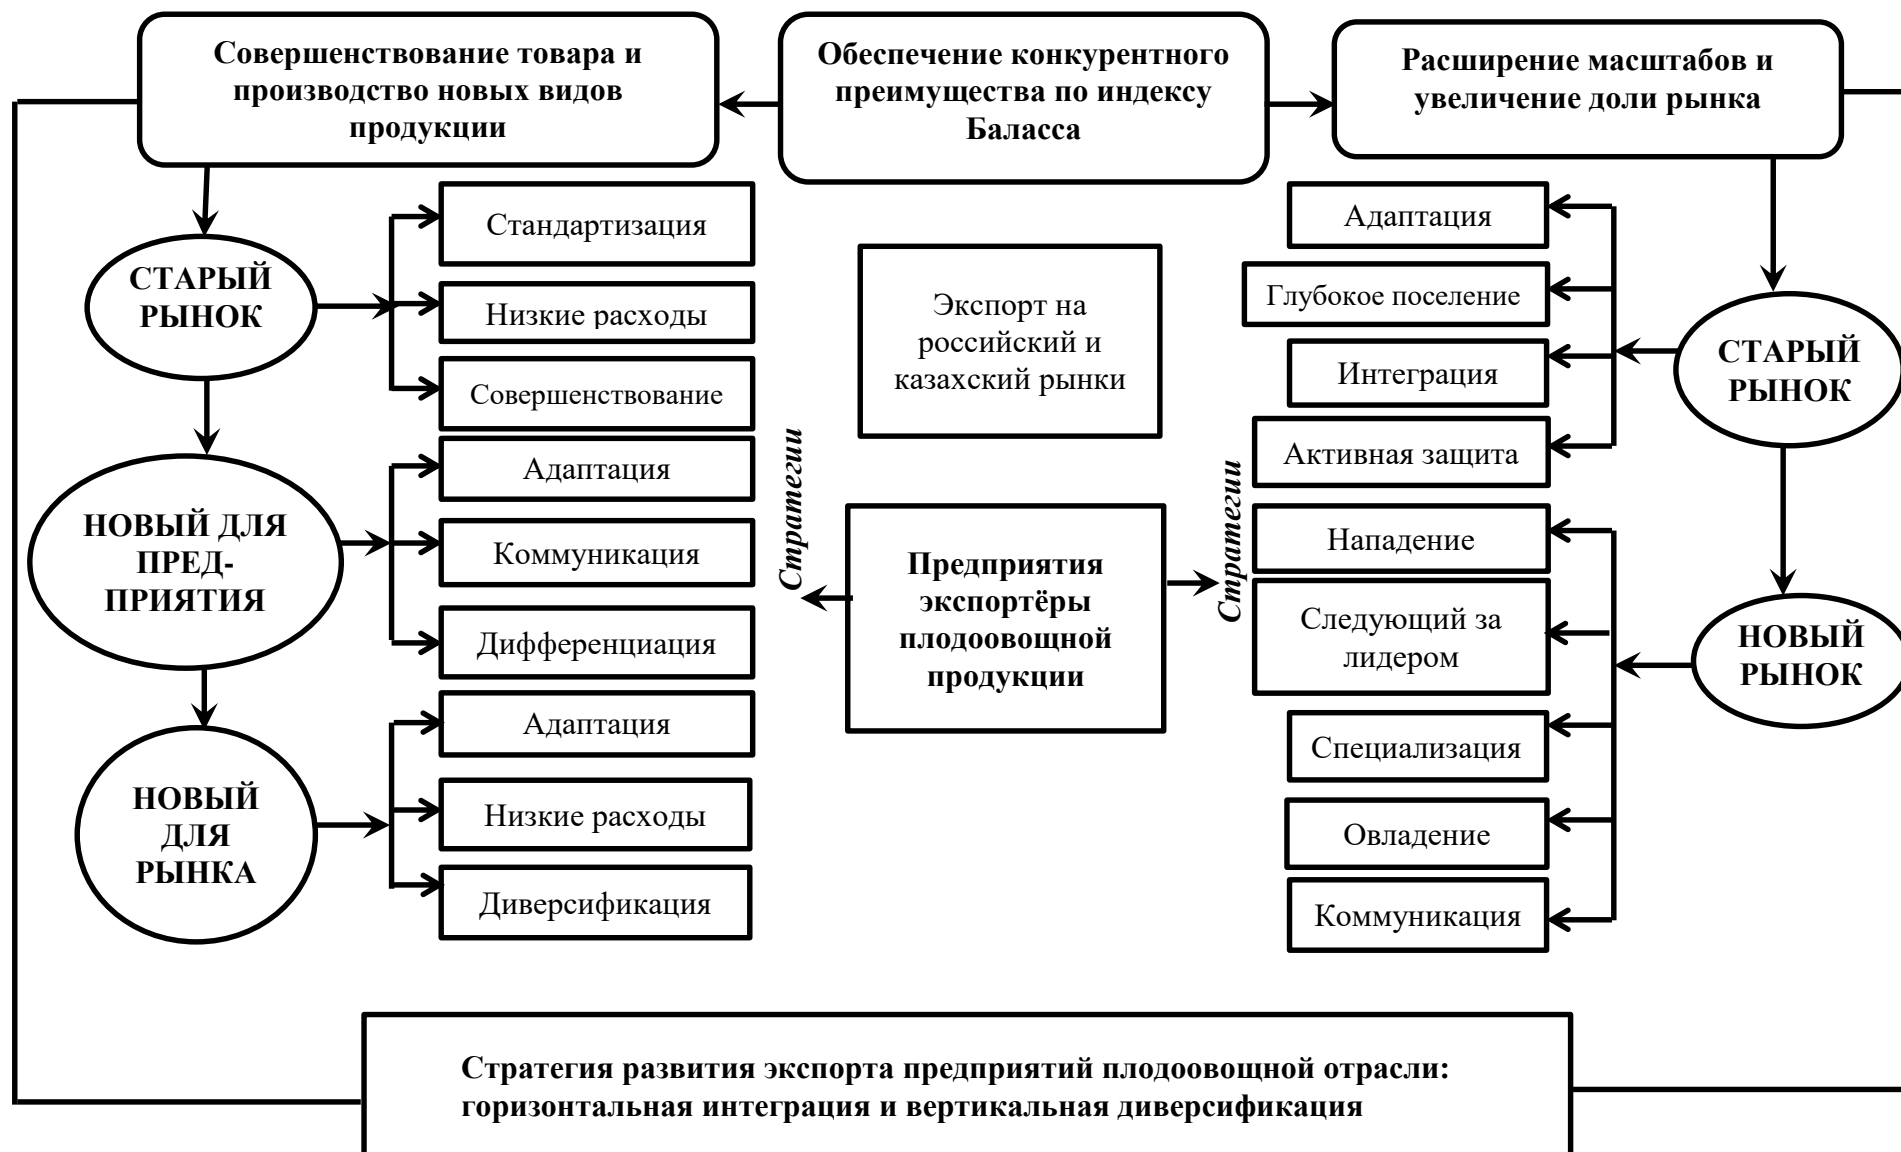 Совершенствование товара и
производство новых видов
продукции
Обеспечение конкурентного
преимущества по индексу
Баласса
Расширение масштабов и
увеличение доли рынка
СТАРЫЙ
РЫНОК
Стандартизация
Низкие расходы
Совершенствование
НОВЫЙ ДЛЯ
ПРЕД-
ПРИЯТИЯ
Адаптация
Коммуникация
Дифференциация
НОВЫЙ
ДЛЯ
РЫНКА
Адаптация
Низкие расходы
Диверсификация
Стратегии
Экспорт на
российский и
казахский рынки
Предприятия
экспортёры
плодоовощной
продукции
Стратегии
Адаптация
Глубокое поселение
Интеграция
Активная защита
СТАРЫЙ
РЫНОК
Нападение
Следующий за
лидером
Специализация
Овладение
Коммуникация
НОВЫЙ
РЫНОК
Стратегия развития экспорта предприятий плодоовощной отрасли:
горизонтальная интеграция и вертикальная диверсификация